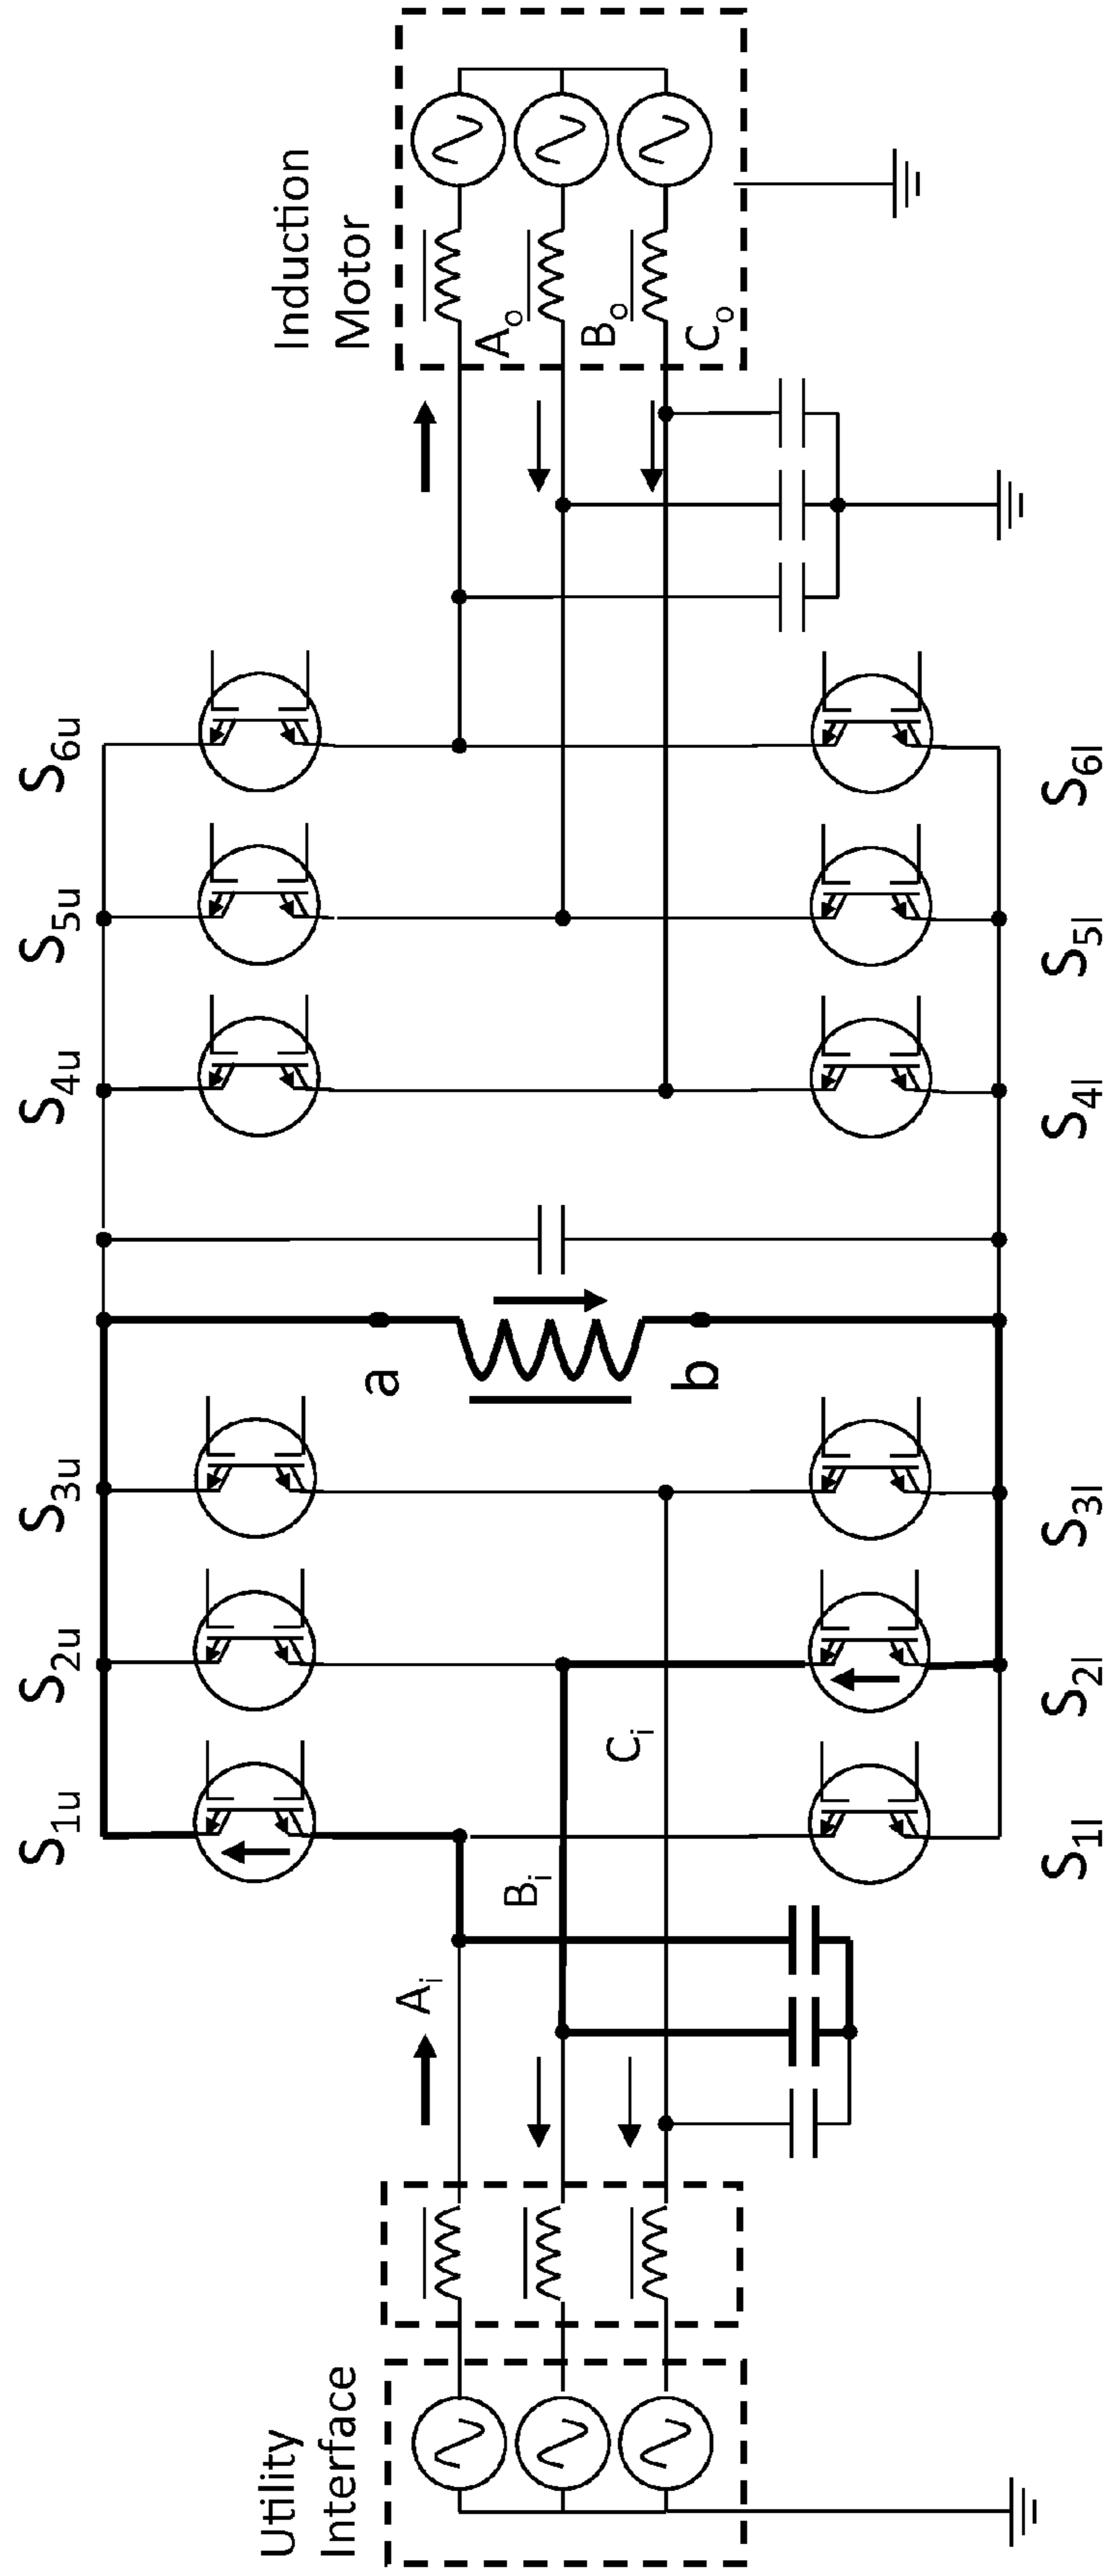 S1u
S2u
S3u
S4u
S5u
S6u
Utility
Interface
Induction
Motor
Ai
Bi
Ci
a
b
Ao
Bo
Co
S1l
S2l
S3l
S4l
S5l
S6l